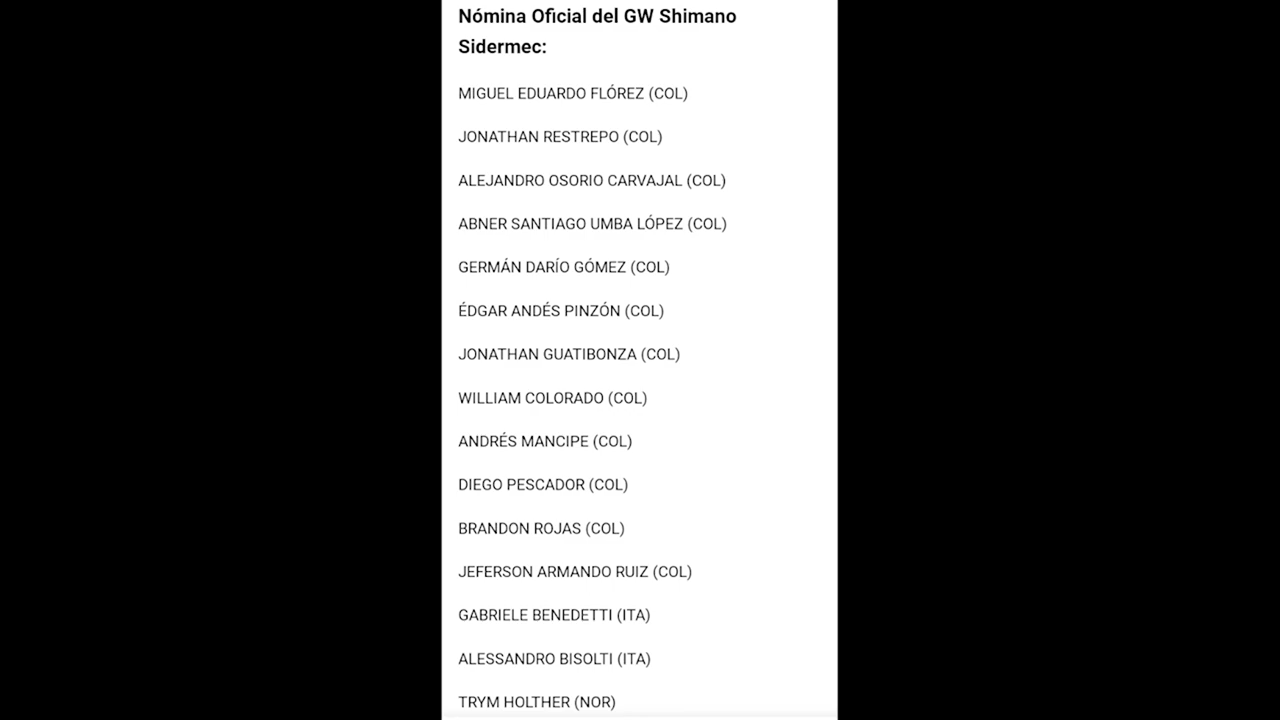 Nómina Oficial del GW Shimano
Sidermec:
MIGUEL EDUARDO FLÓREZ (COL)
JONATHAN RESTREPO (COL)
ALEJANDRO OSORIO CARVAJAL (COL)
ABNER SANTIAGO UMBA LÓPEZ (COL)
GERMÁN DARÍO GÓMEZ (COL)
ÉDGAR ANDÉS PINZÓN (COL)
JONATHAN GUATIBONZA (COL)
WILLIAM COLORADO (COL)
ANDRÉS MANCIPE (COL)
DIEGO PESCADOR (COL)
BRANDON ROJAS (COL)
JEFERSON ARMANDO RUIZ (COL)
GABRIELE BENEDETTI (ITA)
ALESSANDRO BISOLTI (ITA)
TRYM HOLTHER (NOR)